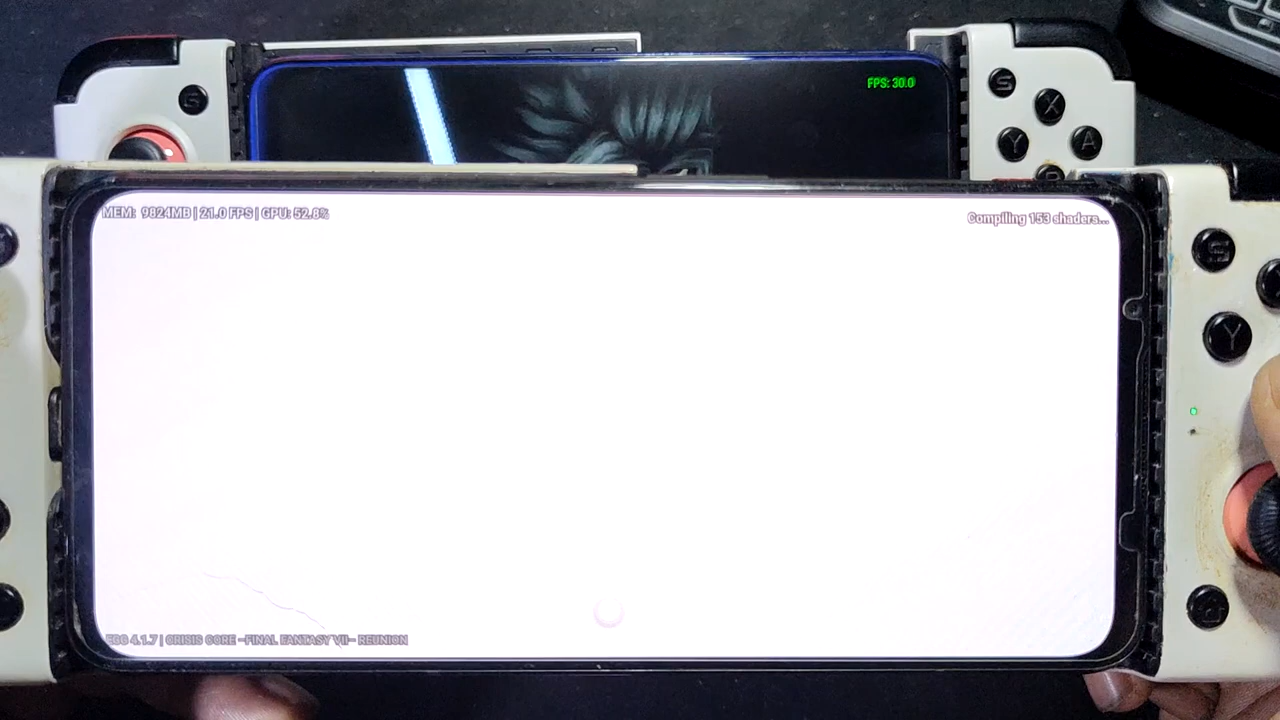 FPS: 30.0
S
S
X
Y
A
MEM: 9824MB | 21.0 FPS | GPU: 52.8%
Compiling 153 shaders...
S
Y
EGG 4.1.7 | CRISIS CORE -FINAL FANTASY VII- REUNION